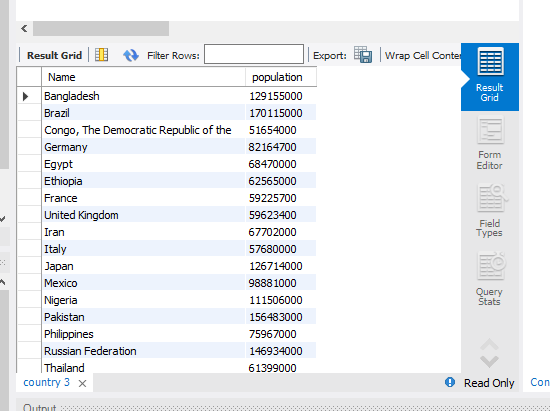 Result Grid Filter Rows: Export: Wrap Cell Conten
Name population
Bangladesh 129155000
Brazil 170115000
Congo, The Democratic Republic of the 51654000
Germany 82164700
Egypt 68470000
Ethiopia 62565000
France 59225700
United Kingdom 59623400
Iran 67702000
Italy 57680000
Japan 126714000
Mexico 98881000
Nigeria 111506000
Pakistan 156483000
Philippines 75967000
Russian Federation 146934000
Thailand 61399000
Result
Grid
Form
Editor
Field
Types
Query
Stats
country 3
Read Only
Con
Output